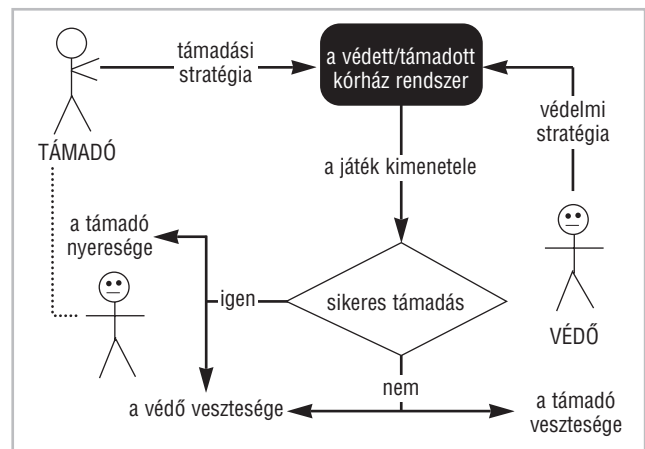 támadási
stratégia
a védett/támadott
kórház rendszer
védelmi
stratégia
TÁMADÓ
a játék kimenetele
a támadó
nyeresége
igen
sikeres támadás
VÉDŐ
nem
a védő vesztesége
a támadó
vesztesége